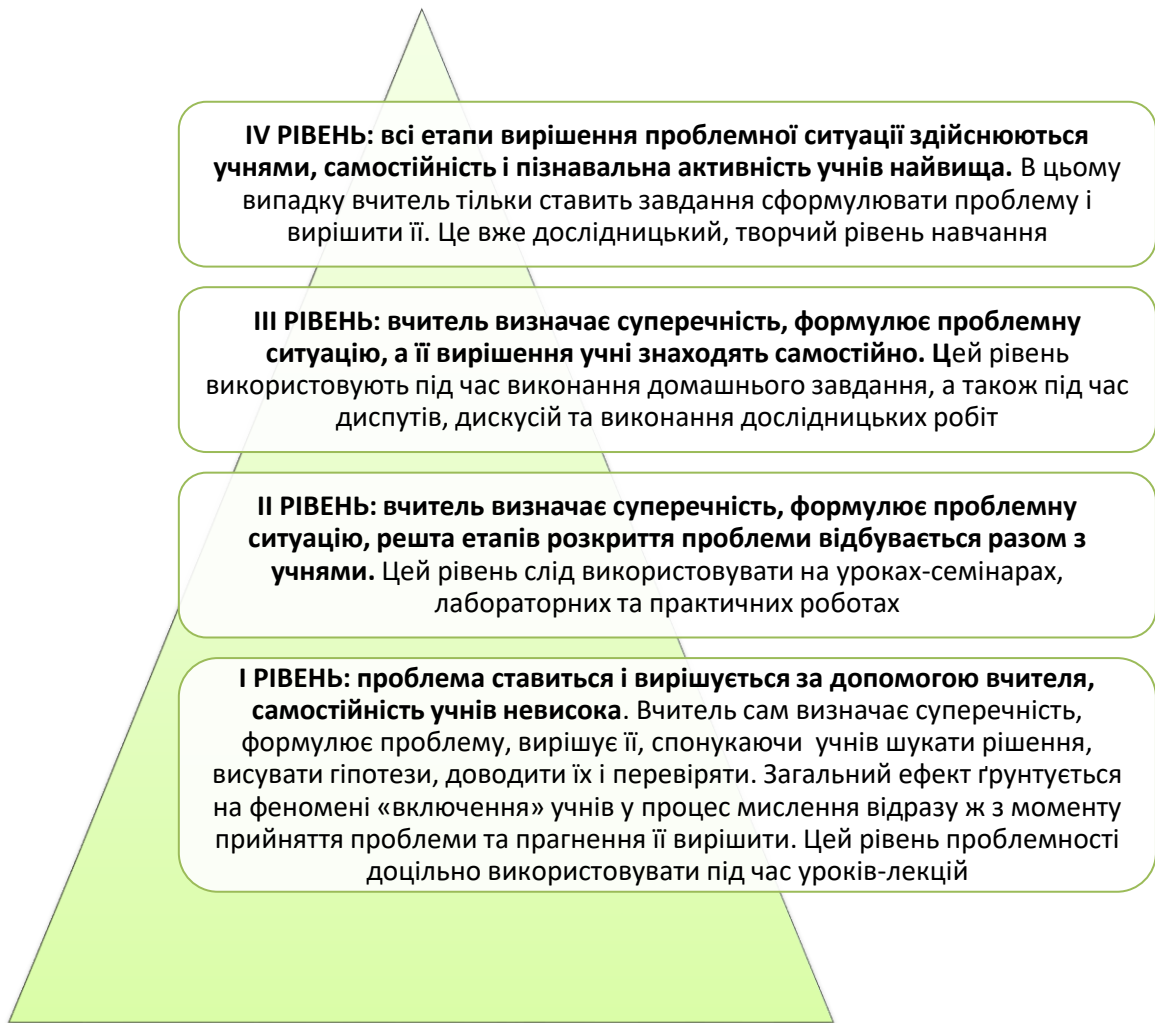 IV РІВЕНЬ: всі етапи вирішення проблемної ситуації здійснюються
учнями, самостійність і пізнавальна активність учнів найвища. В цьому
випадку вчитель тільки ставить завдання сформулювати проблему і
вирішити її. Це вже дослідницький, творчий рівень навчання
III РІВЕНЬ: вчитель визначає суперечність, формулює проблемну
ситуацію, а її вирішення учні знаходять самостійно. Цей рівень
використовують під час виконання домашнього завдання, а також під час
диспутів, дискусій та виконання дослідницьких робіт
II РІВЕНЬ: вчитель визначає суперечність, формулює проблемну
ситуацію, решта етапів розкриття проблеми відбувається разом з
учнями. Цей рівень слід використовувати на уроках-семінарах,
лабораторних та практичних роботах
I РІВЕНЬ: проблема ставиться і вирішується за допомогою вчителя,
самостійність учнів невисока. Вчитель сам визначає суперечність,
формулює проблему, вирішує її, спонукаючи  учнів шукати рішення,
висувати гіпотези, доводити їх і перевіряти. Загальний ефект ґрунтується
на феномені «включення» учнів у процес мислення відразу ж з моменту
прийняття проблеми та прагнення її вирішити. Цей рівень проблемності
доцільно використовувати під час уроків-лекцій